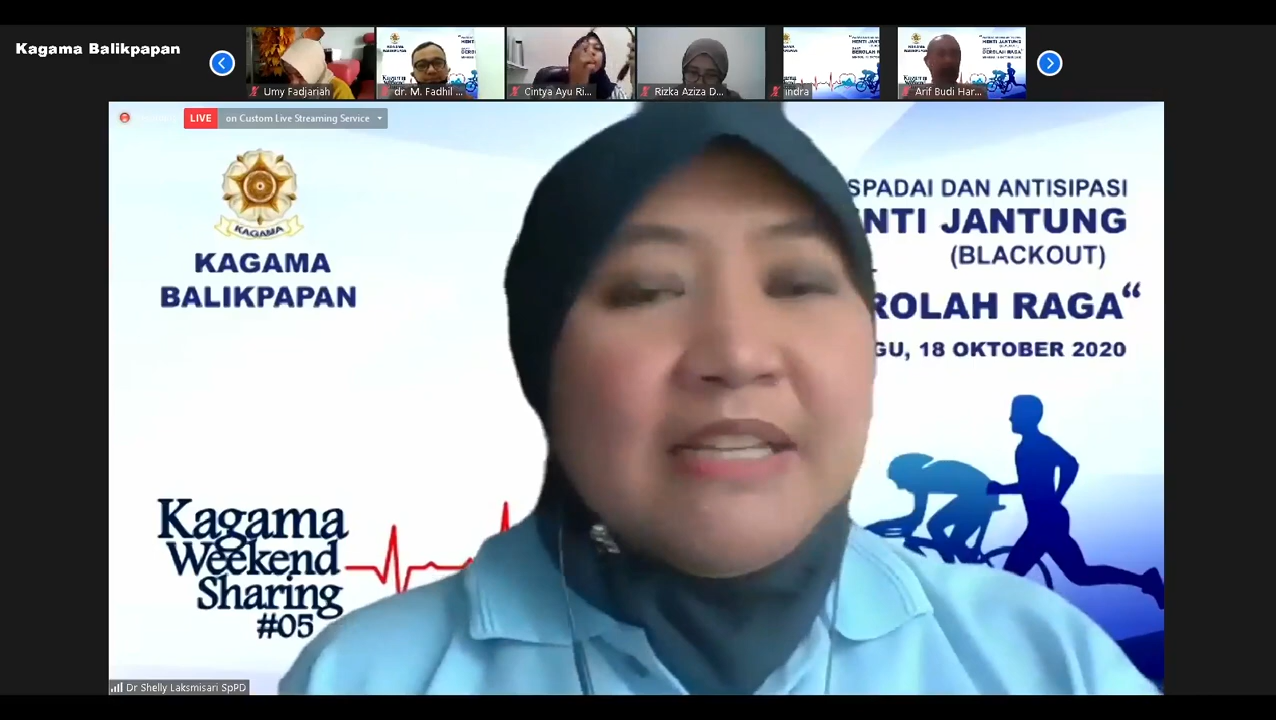 Kagama Balikpapan
Umy Fadjariah
dr. M. Fadhil ...
Cintya Ayu Ri...
Rizka Aziza D...
indra
Arif Budi Har...
LIVE on Custom Live Streaming Service
KAGAMA
KAGAMA
BALIKPAPAN
SPADAI DAN ANTISIPASI
ENTI JANTUNG
(BLACKOUT)
ROLAH RAGA“
GU, 18 OKTOBER 2020
Kagama
Weekend
Sharing
#05
Dr Shelly Laksmisari SpPD